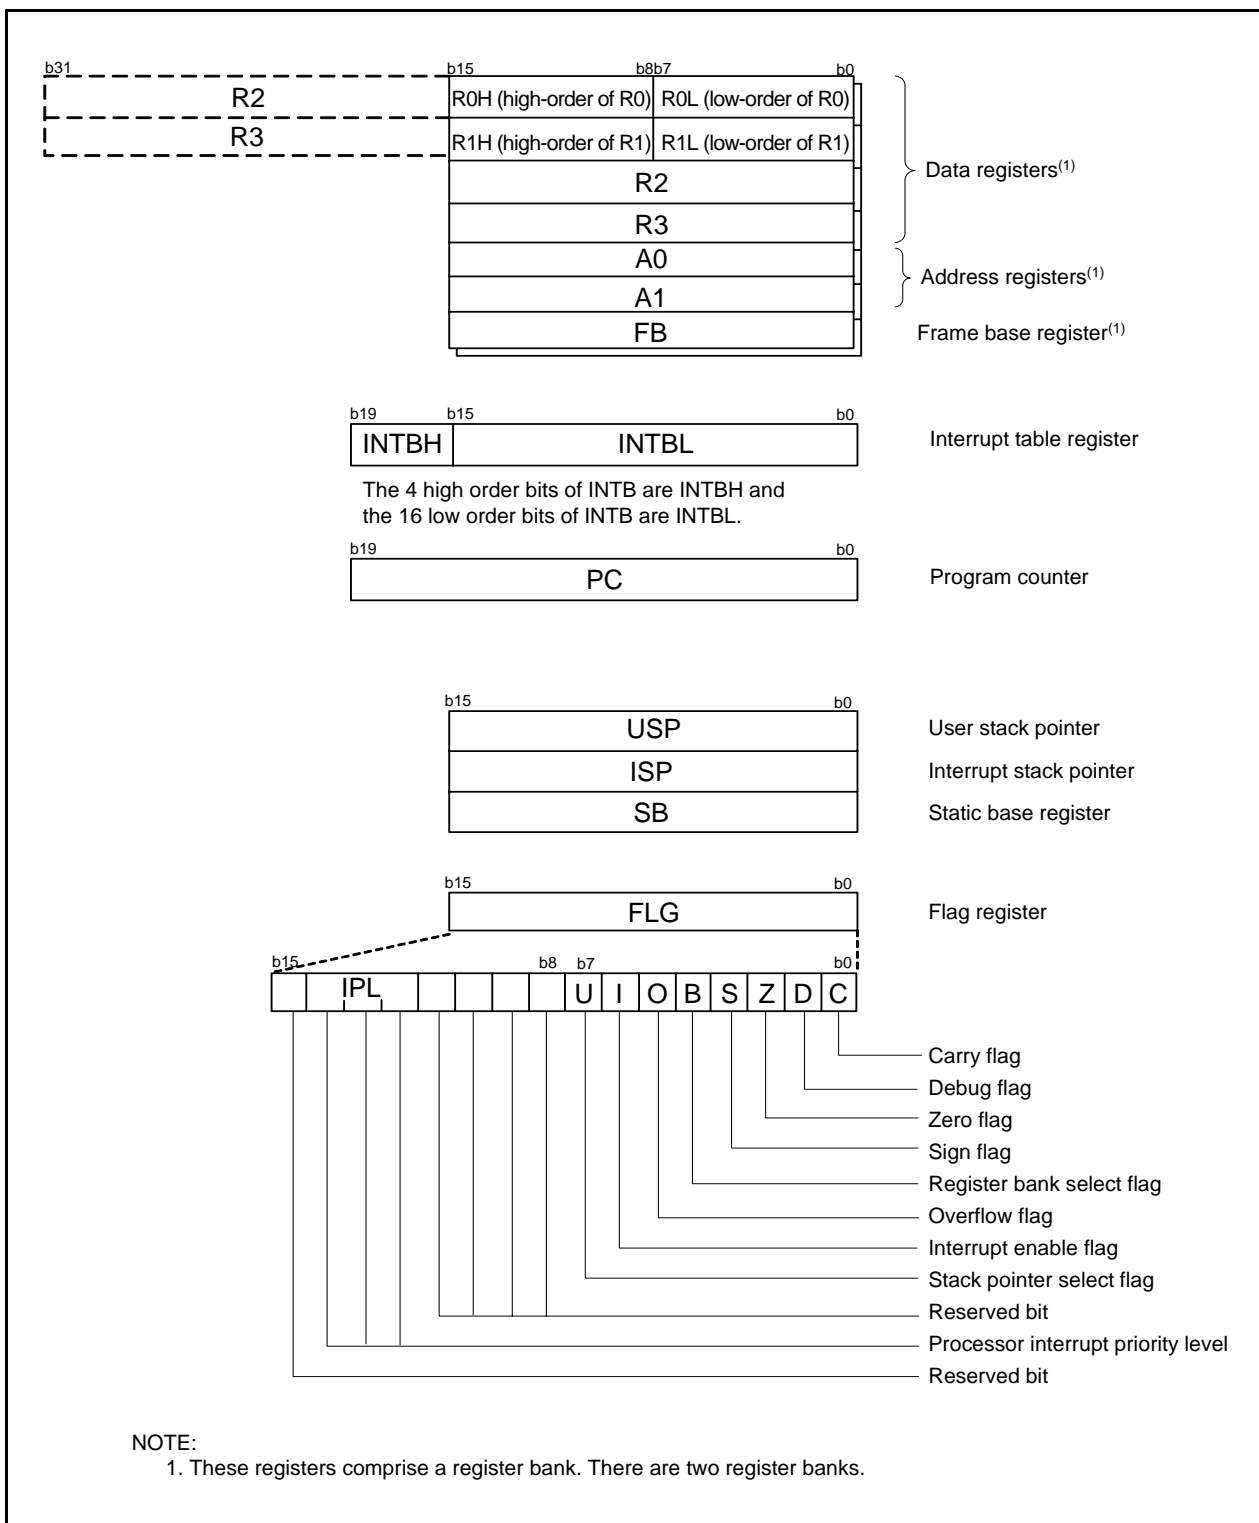 b31 b15 b8b7 b0
R2 R0H (high-order of R0) R0L (low-order of R0)
R3 R1H (high-order of R1) R1L (low-order of R1)
R2
Data registers(1)
R3
A0
Address registers(1)
A1
FB
Frame base register(1)
b19 b15 b0
INTBH INTBL Interrupt table register
The 4 high order bits of INTB are INTBH and
the 16 low order bits of INTB are INTBL.
b19 b0
PC Program counter
b15 b0
USP User stack pointer
ISP Interrupt stack pointer
SB Static base register
b15 b0
FLG Flag register
b15 b8 b7 b0
IPL U I O B S Z D C
Carry flag
Debug flag
Zero flag
Sign flag
Register bank select flag
Overflow flag
Interrupt enable flag
Stack pointer select flag
Reserved bit
Processor interrupt priority level
Reserved bit
NOTE:
1. These registers comprise a register bank. There are two register banks.